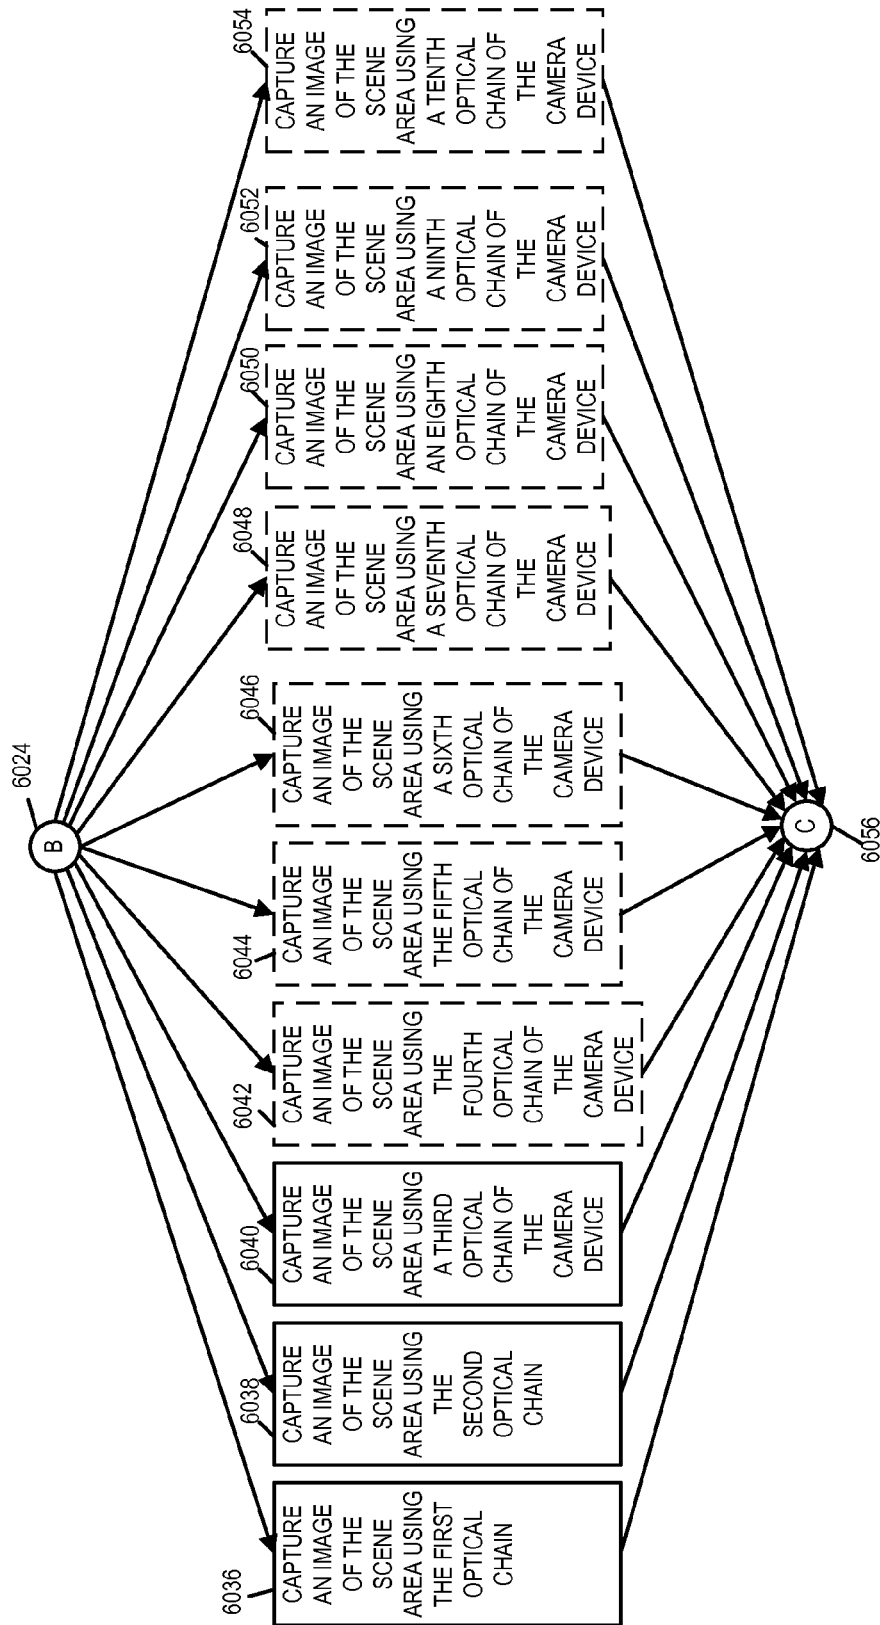 6024
B
6036
CAPTURE
AN IMAGE
OF THE
SCENE
AREA USING
THE FIRST
OPTICAL
CHAIN
6038
CAPTURE
AN IMAGE
OF THE
SCENE
AREA USING
THE
SECOND
OPTICAL
CHAIN
6040
CAPTURE
AN IMAGE
OF THE
SCENE
AREA USING
A THIRD
OPTICAL
CHAIN OF
THE
CAMERA
DEVICE
6042
CAPTURE
AN IMAGE
OF THE
SCENE
AREA USING
THE
FOURTH
OPTICAL
CHAIN OF
THE
CAMERA
DEVICE
6044
CAPTURE
AN IMAGE
OF THE
SCENE
AREA USING
THE FIFTH
OPTICAL
CHAIN OF
THE
CAMERA
DEVICE
6046
CAPTURE
AN IMAGE
OF THE
SCENE
AREA USING
A SIXTH
OPTICAL
CHAIN OF
THE
CAMERA
DEVICE
6048
CAPTURE
AN IMAGE
OF THE
SCENE
AREA USING
A SEVENTH
OPTICAL
CHAIN OF
THE
CAMERA
DEVICE
6050
CAPTURE
AN IMAGE
OF THE
SCENE
AREA USING
AN EIGHTH
OPTICAL
CHAIN OF
THE
CAMERA
DEVICE
6052
CAPTURE
AN IMAGE
OF THE
SCENE
AREA USING
A NINTH
OPTICAL
CHAIN OF
THE
CAMERA
DEVICE
6054
CAPTURE
AN IMAGE
OF THE
SCENE
AREA USING
A TENTH
OPTICAL
CHAIN OF
THE
CAMERA
DEVICE
C
6056